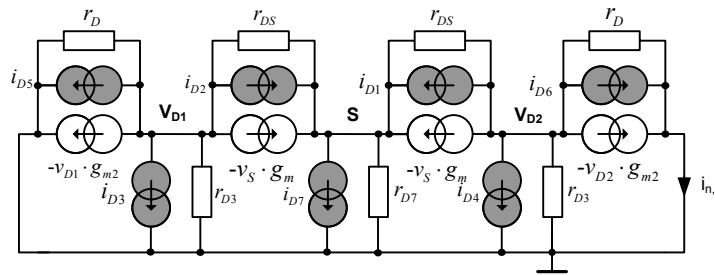 r_D r_DS r_DS r_D
i_D5 i_D2 i_D1 i_D6
V_D1 S V_D2
-v_D1 · g_m2 -v_S · g_m -v_S · g_m -v_D2 · g_m2
i_D3 r_D3 i_D7 r_D7 i_D4 r_D3 i_n,